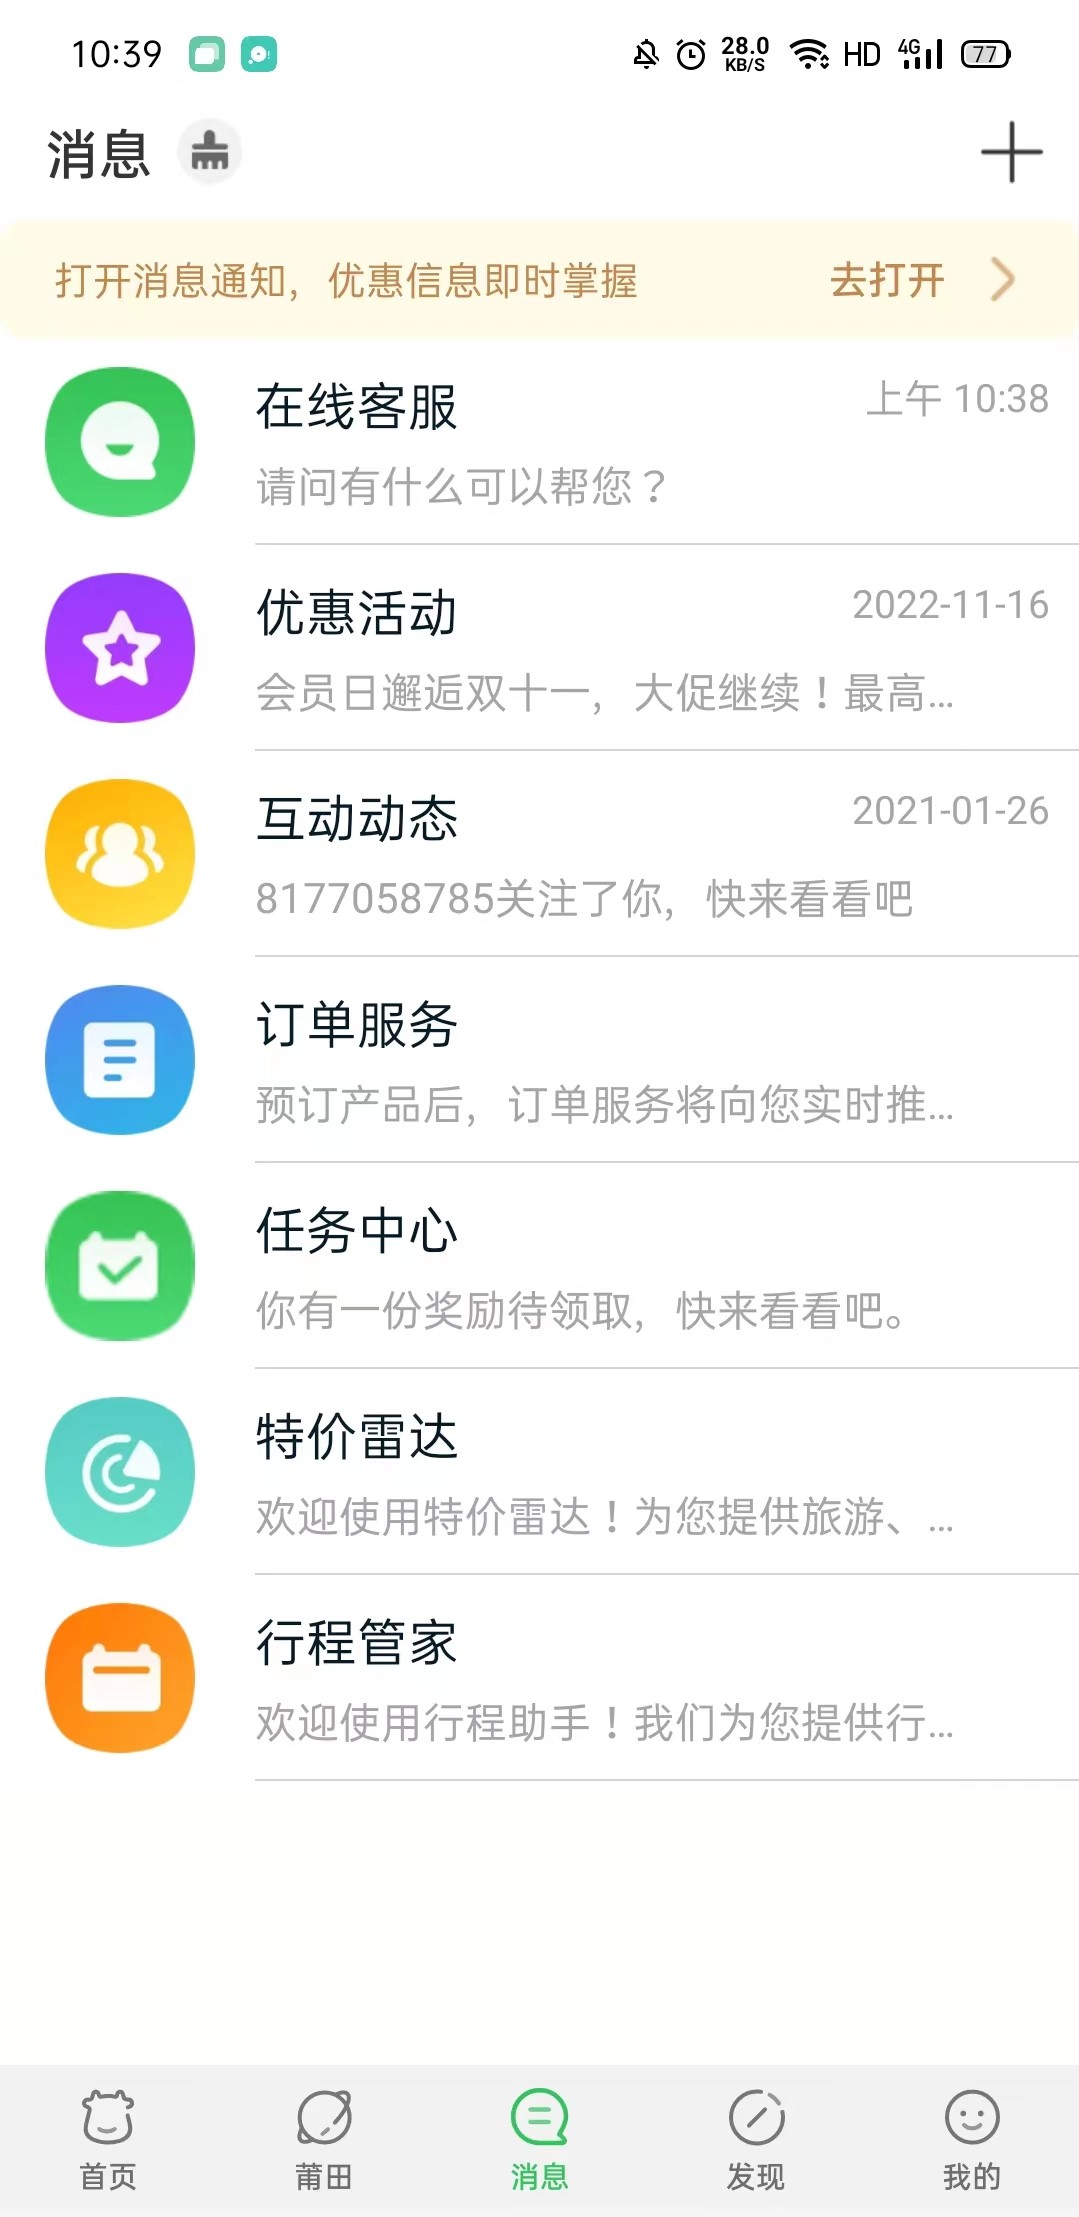 10:39 28.0 KB/S HD 4G 77
消息
打开消息通知，优惠信息即时掌握 去打开
在线客服 上午 10:38
请问有什么可以帮您？
优惠活动 2022-11-16
会员日邂逅双十一，大促继续！最高...
互动动态 2021-01-26
8177058785关注了你，快来看看吧
订单服务
预订产品后，订单服务将向您实时推...
任务中心
你有一份奖励待领取，快来看看吧。
特价雷达
欢迎使用特价雷达！为您提供旅游、...
行程管家
欢迎使用行程助手！我们为您提供行...
首页 莆田 消息 发现 我的